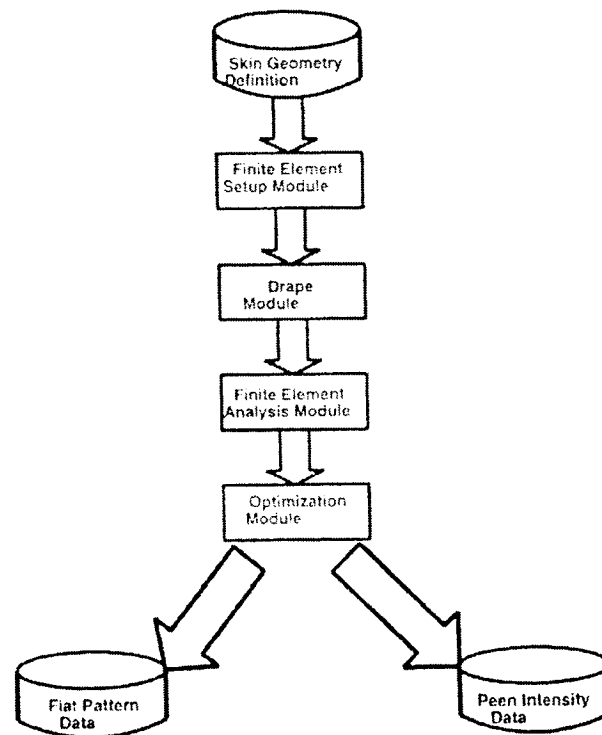 Skin Geometry
Definition
Finite Element
Setup Module
Drape
Module
Finite Element
Analysis Module
Optimization
Module
Flat Pattern
Data
Peen Intensity
Data